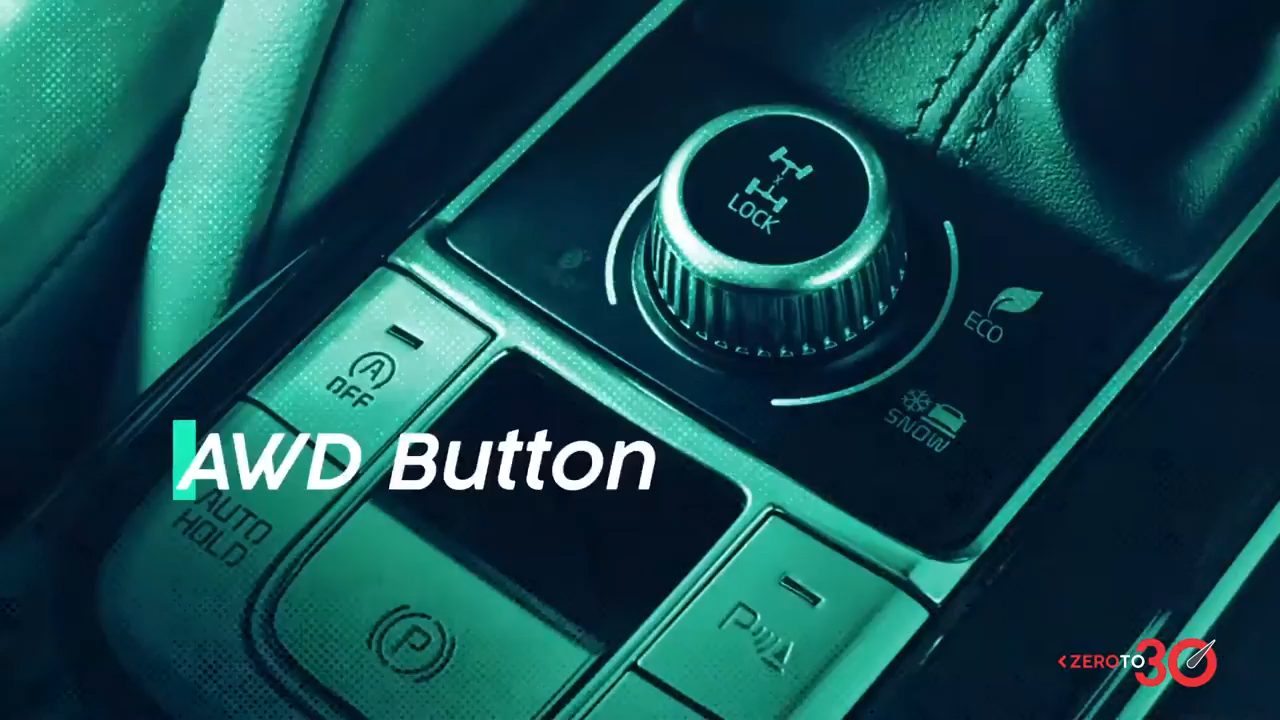 LOCK
ECO
SNOW
A
OFF
AWD Button
AUTO
HOLD
P
P
ZEROTO30